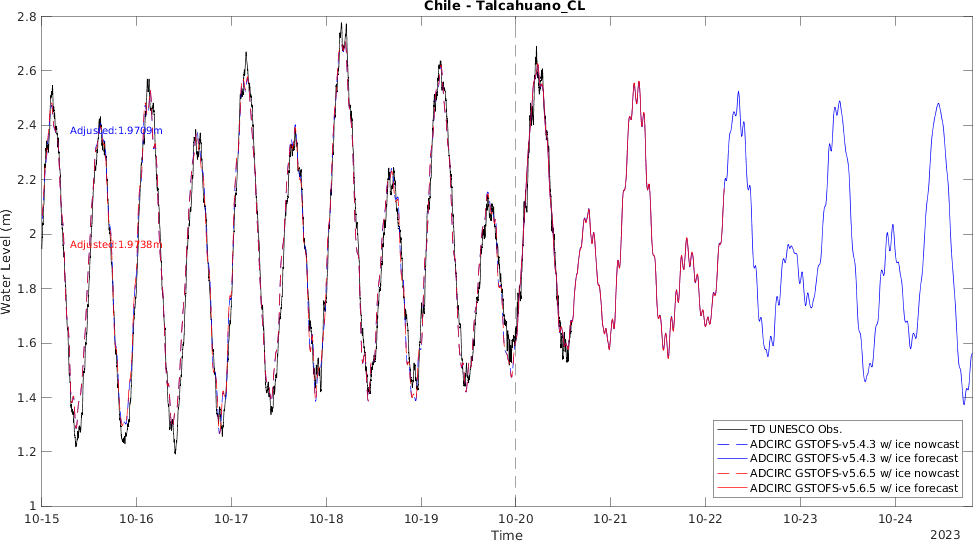 Chile - Talcahuano_CL
2.8
2.6
2.4
2.2
2
1.8
1.6
1.4
1.2
1
Water Level (m)
Adjusted:1.9709m
Adjusted:1.9738m
TD UNESCO Obs.
ADCIRC GSTOFS-v5.4.3 w/ ice nowcast
ADCIRC GSTOFS-v5.4.3 w/ ice forecast
ADCIRC GSTOFS-v5.6.5 w/ ice nowcast
ADCIRC GSTOFS-v5.6.5 w/ ice forecast
10-15 10-16 10-17 10-18 10-19 10-20 10-21 10-22 10-23 10-24
Time
2023